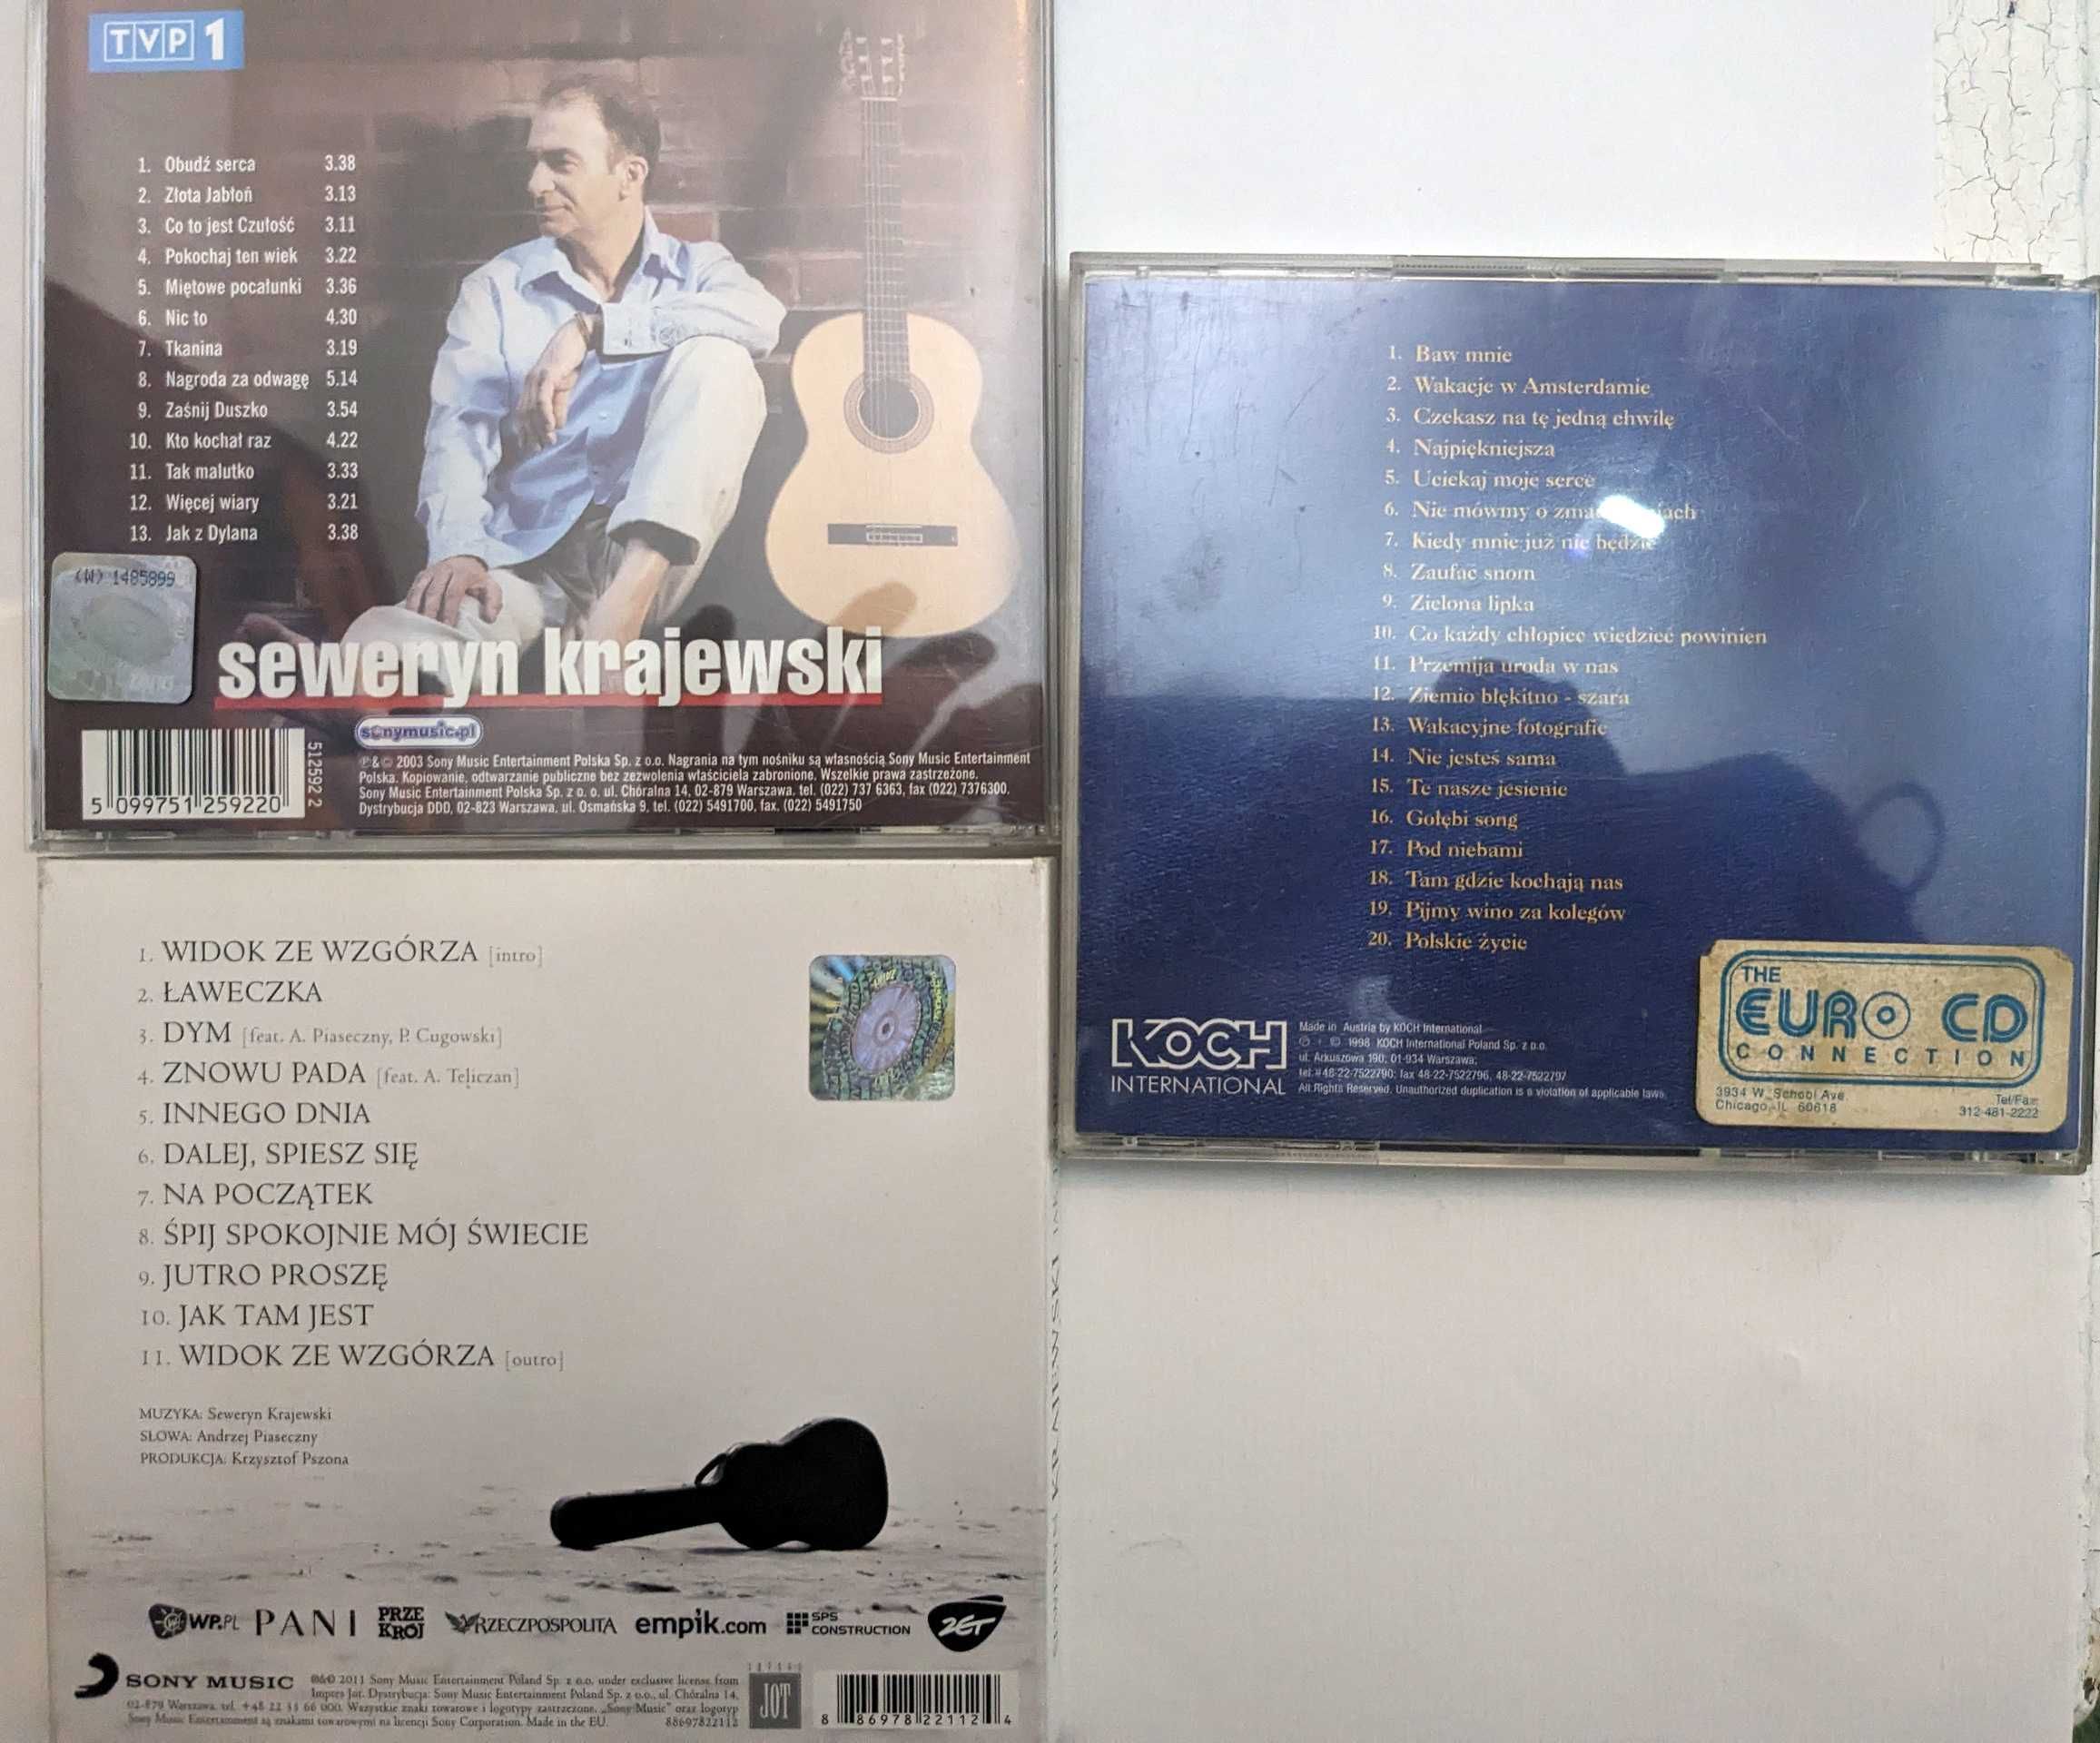 TVP 1
1. Obudź serca 3.38
2. Złota Jabłoń 3.13
3. Co to jest Czułość 3.11
4. Pokochaj ten wiek 3.22
5. Miętowe pocałunki 3.36
6. Nic to 4.30
7. Tkanina 3.19
8. Nagroda za odwagę 5.14
9. Zaśnij Duszko 3.54
10. Kto kochał raz 4.22
11. Tak malutko 3.33
12. Więcej wiary 3.21
13. Jak z Dylana 3.38
(W) 1485899
seweryn krajewski
sonymusic.pl
5 099751 259220
512592 2
℗&© 2003 Sony Music Entertainment Polska Sp. z o.o. Nagrania na tym nośniku są własnością Sony Music Entertainment
Polska. Kopiowanie, odtwarzanie publiczne bez zezwolenia właściciela zabronione. Wszelkie prawa zastrzeżone.
Sony Music Entertainment Polska Sp. z o. o. ul. Chóralna 14, 02-879 Warszawa. tel. (022) 737 6363, fax (022) 7376300.
Dystrybucja DDD, 02-823 Warszawa, ul. Osmańska 9, tel. (022) 5491700, fax. (022) 5491750
1. Baw mnie
2. Wakacje w Amsterdamie
3. Czekasz na tę jedną chwilę
4. Najpiękniejsza
5. Uciekaj moje serce
6. Nie mówmy o
7. Kiedy mnie już nie będzie
8. Zaufać snom
9. Zielona lipka
10. Co każdy chłopiec wiedzieć powinien
11. Przemija uroda w nas
12. Ziemio błękitno - szara
13. Wakacyjne fotografie
14. Nie jesteś sama
15. Te nasze jesienie
16. Gołębi song
17. Pod niebami
18. Tam gdzie kochają nas
19. Pijmy wino za kolegów
20. Polskie życie
KOCH
INTERNATIONAL
Made in Austria by KOCH International
℗ + © 1998 KOCH International Poland Sp. z o.o.
ul. Arkuszowa 190; 01-934 Warszawa;
tel. #48-22-7522790; fax 48-22-7522796, 48-22-7522797
All Rights Reserved. Unauthorized duplication is a violation of applicable laws.
THE
EURO CD
CONNECTION
3934 W. School Ave.
Chicago, IL 60618
Tel/Fax:
312-481-2222
1. WIDOK ZE WZGÓRZA [intro]
2. ŁAWECZKA
3. DYM [feat. A. Piaseczny, P. Cugowski]
4. ZNOWU PADA [feat. A. Teliczan]
5. INNEGO DNIA
6. DALEJ, SPIESZ SIĘ
7. NA POCZĄTEK
8. ŚPIJ SPOKOJNIE MÓJ ŚWIECIE
9. JUTRO PROSZĘ
10. JAK TAM JEST
11. WIDOK ZE WZGÓRZA [outro]
MUZYKA: Seweryn Krajewski
SŁOWA: Andrzej Piaseczny
PRODUKCJA: Krzysztof Pszona
WP.PL PANI PRZEKRÓJ RZECZPOSPOLITA empik.com SPS CONSTRUCTION ZET
SONY MUSIC
℗&© 2011 Sony Music Entertainment Poland Sp. z o.o. under exclusive license from
Impres Jot. Dystrybucja: Sony Music Entertainment Poland Sp. z o.o., ul. Chóralna 14,
02-879 Warszawa, tel. +48 22 33 66 000. Wszystkie znaki towarowe i logotypy zastrzeżone. „Sony Music" oraz logotyp
Sony Music Entertainment są znakami towarowymi na licencji Sony Corporation. Made in the EU. 88697822112
JOT
8 86978 22112 4